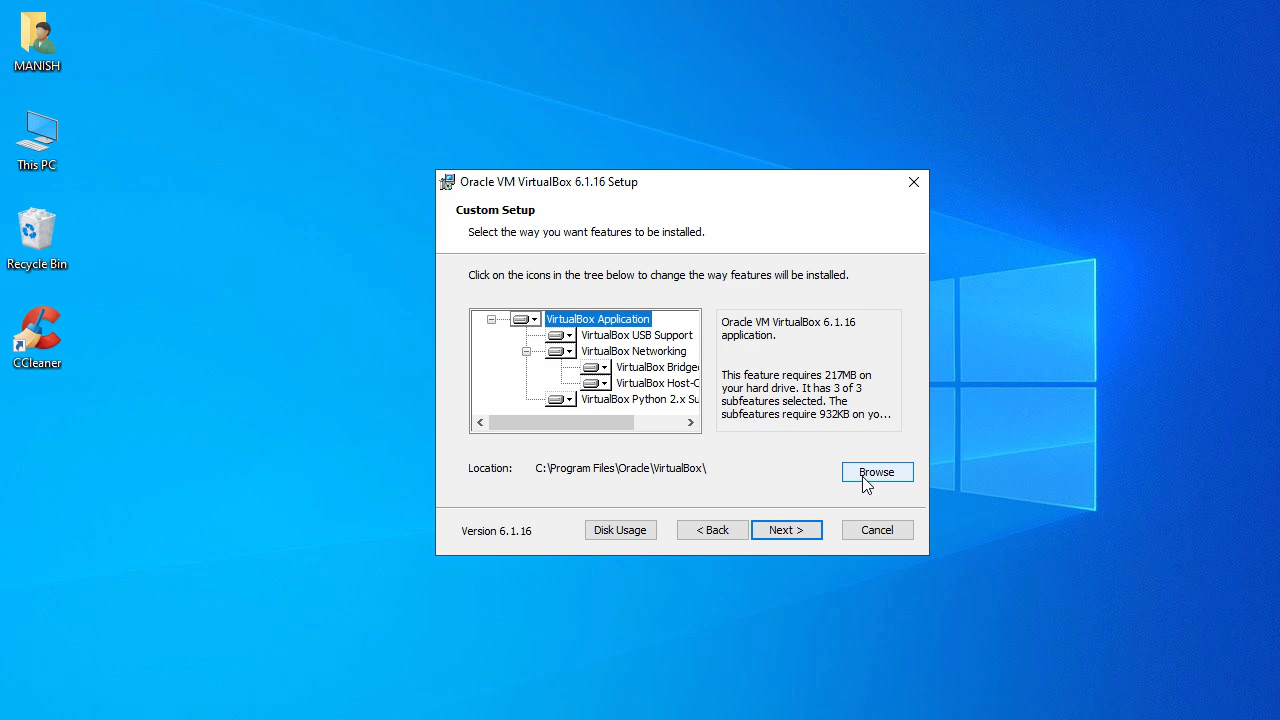 MANISH
This PC
Recycle Bin
CCleaner
Oracle VM VirtualBox 6.1.16 Setup
Custom Setup
Select the way you want features to be installed.
Click on the icons in the tree below to change the way features will be installed.
VirtualBox Application
VirtualBox USB Support
VirtualBox Networking
VirtualBox Bridge
VirtualBox Host-
VirtualBox Python 2.x Su
Oracle VM VirtualBox 6.1.16
application.
This feature requires 217MB on
your hard drive. It has 3 of 3
subfeatures selected. The
subfeatures require 932KB on yo...
Location: C:\Program Files\Oracle\VirtualBox\
Browse
Version 6.1.16
Disk Usage
< Back
Next >
Cancel